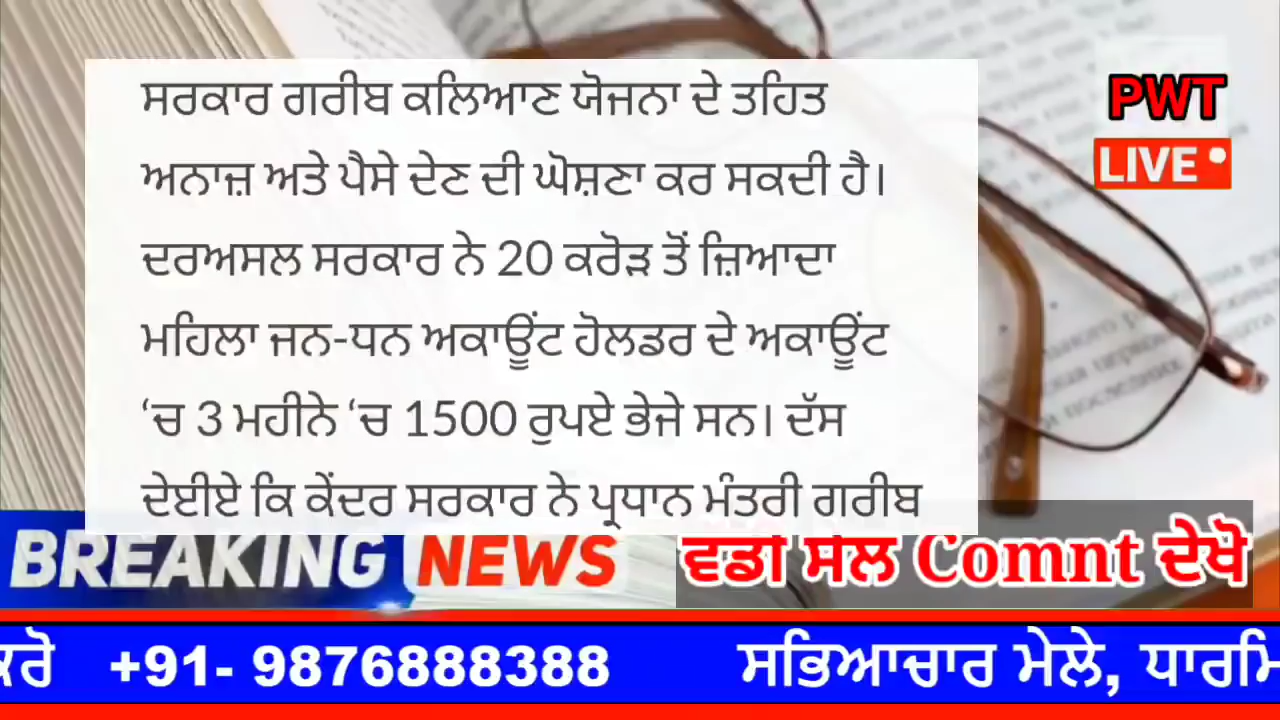 ਸਰਕਾਰ ਗਰੀਬ ਕਲਿਆਣ ਯੋਜਨਾ ਦੇ ਤਹਿਤ
ਅਨਾਜ਼ ਅਤੇ ਪੈਸੇ ਦੇਣ ਦੀ ਘੋਸ਼ਣਾ ਕਰ ਸਕਦੀ ਹੈ।
ਦਰਅਸਲ ਸਰਕਾਰ ਨੇ 20 ਕਰੋੜ ਤੋਂ ਜ਼ਿਆਦਾ
ਮਹਿਲਾ ਜਨ-ਧਨ ਅਕਾਊਂਟ ਹੋਲਡਰ ਦੇ ਅਕਾਊਂਟ
‘ਚ 3 ਮਹੀਨੇ ‘ਚ 1500 ਰੁਪਏ ਭੇਜੇ ਸਨ। ਦੱਸ
ਦੇਈਏ ਕਿ ਕੇਂਦਰ ਸਰਕਾਰ ਨੇ ਪ੍ਰਧਾਨ ਮੰਤਰੀ ਗਰੀਬ
PWT
LIVE
BREAKING NEWS
ਵਡੀ ਸੇਲ Comnt ਦੇਖੋ
+91- 9876888388 ਸਭਿਆਚਾਰ ਮੇਲੇ,